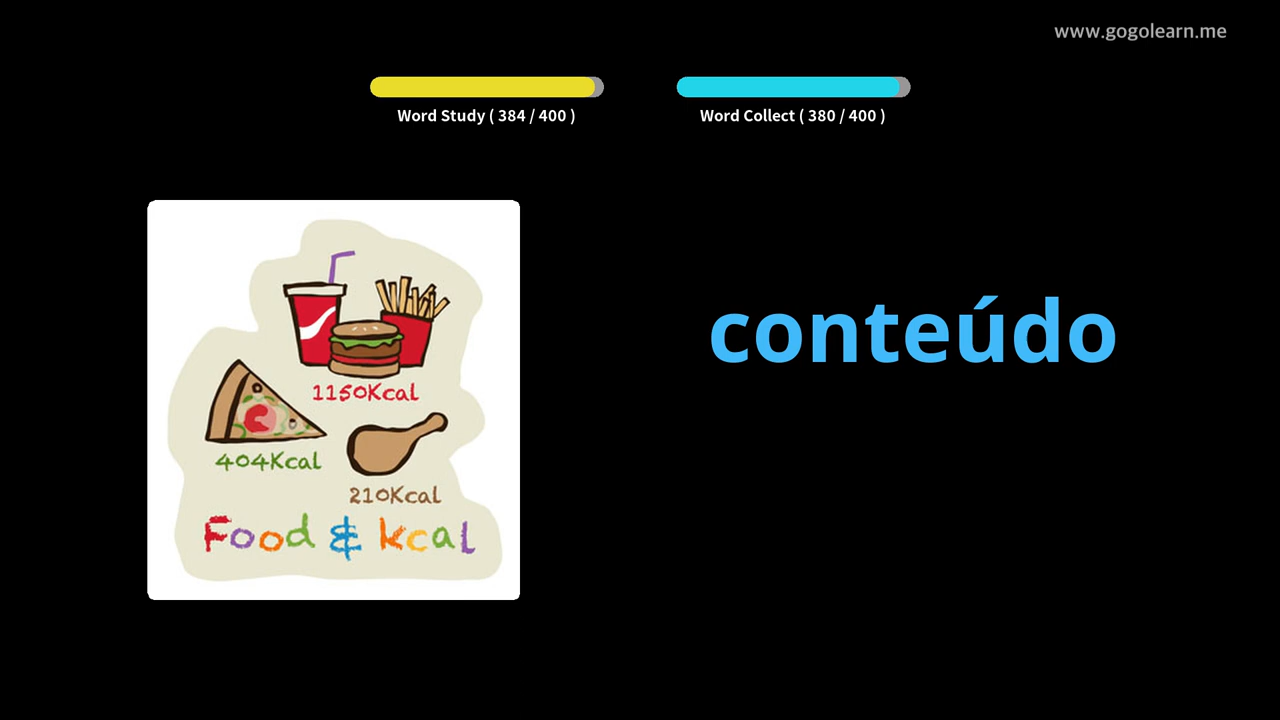 www.gogolearn.me
Word Study ( 384 / 400 )
Word Collect ( 380 / 400 )
1150Kcal
404Kcal
210Kcal
Food & kcal
conteúdo